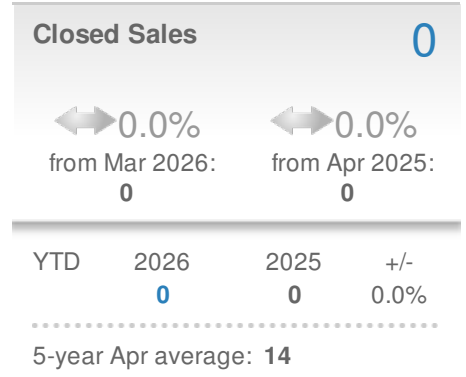 Closed Sales 0
0.0% 0.0%
from Mar 2026: from Apr 2025:
0 0
YTD 2026 2025 +/-
0 0 0.0%
5-year Apr average: 14